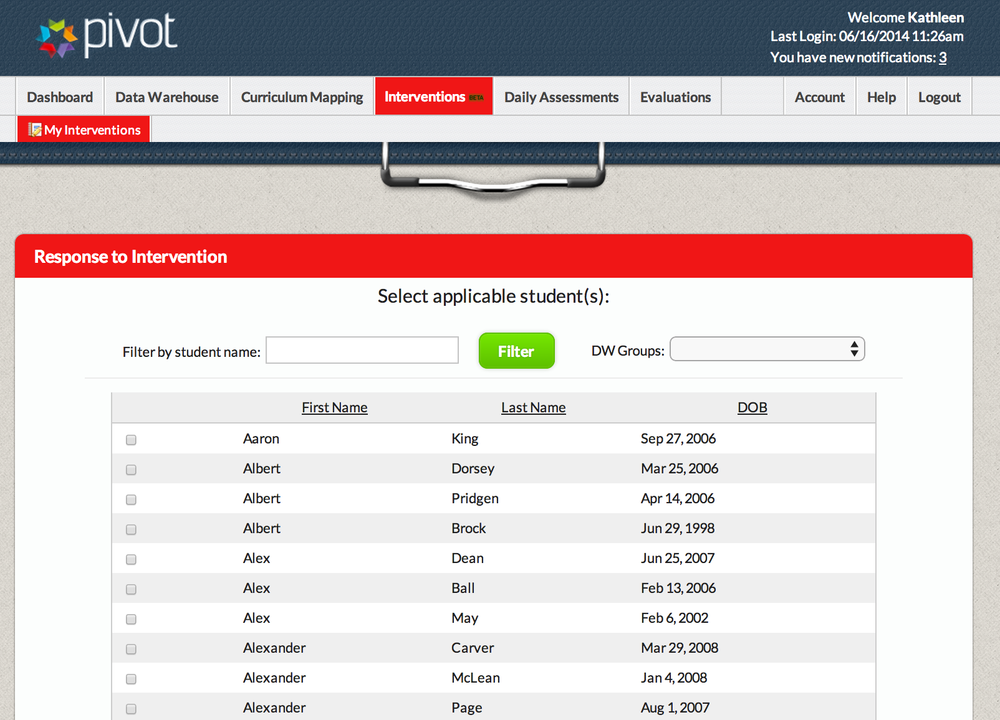 pivot
Welcome Kathleen
Last Login: 06/16/2014 11:26am
You have new notifications: 3
Dashboard Data Warehouse Curriculum Mapping Interventions BETA Daily Assessments Evaluations Account Help Logout
My Interventions
Response to Intervention
Select applicable student(s):
Filter by student name: Filter DW Groups:
First Name Last Name DOB
Aaron King Sep 27, 2006
Albert Dorsey Mar 25, 2006
Albert Pridgen Apr 14, 2006
Albert Brock Jun 29, 1998
Alex Dean Jun 25, 2007
Alex Ball Feb 13, 2006
Alex May Feb 6, 2002
Alexander Carver Mar 29, 2008
Alexander McLean Jan 4, 2008
Alexander Page Aug 1, 2007